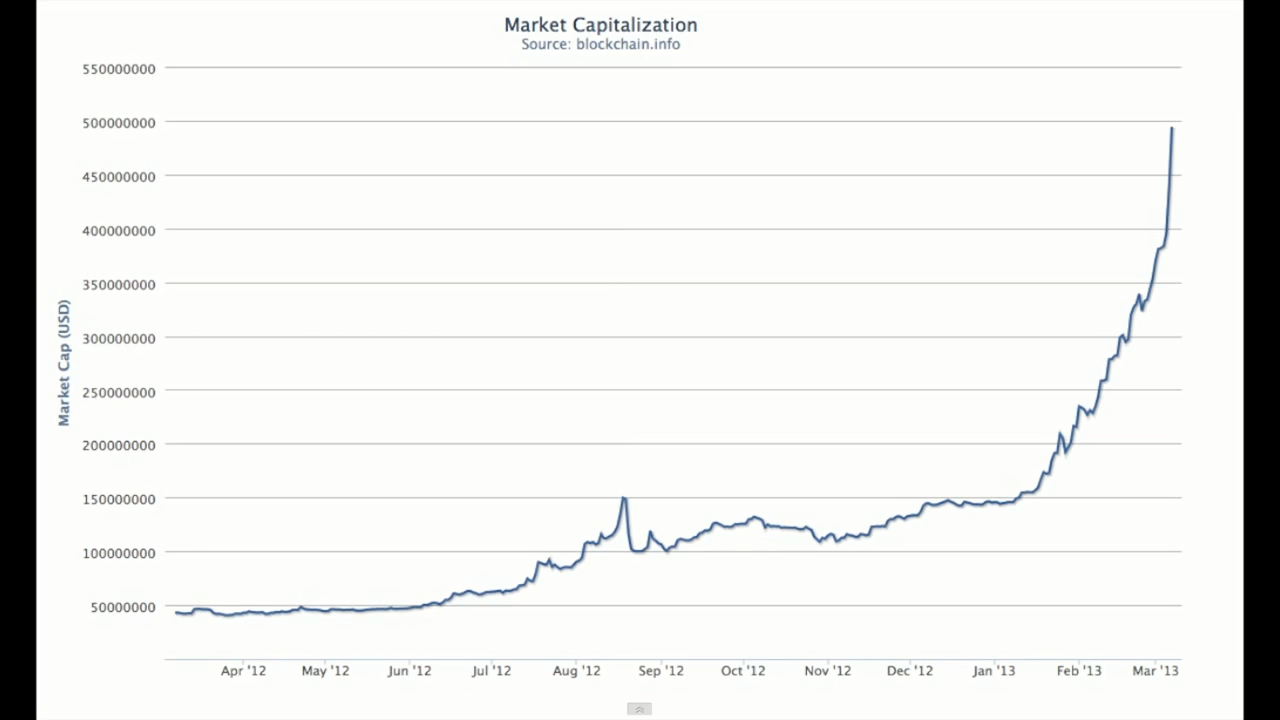 Market Capitalization
Source: blockchain.info
Market Cap (USD)
550000000
500000000
450000000
400000000
350000000
300000000
250000000
200000000
150000000
100000000
50000000
Apr '12 May '12 Jun '12 Jul '12 Aug '12 Sep '12 Oct '12 Nov '12 Dec '12 Jan '13 Feb '13 Mar '13